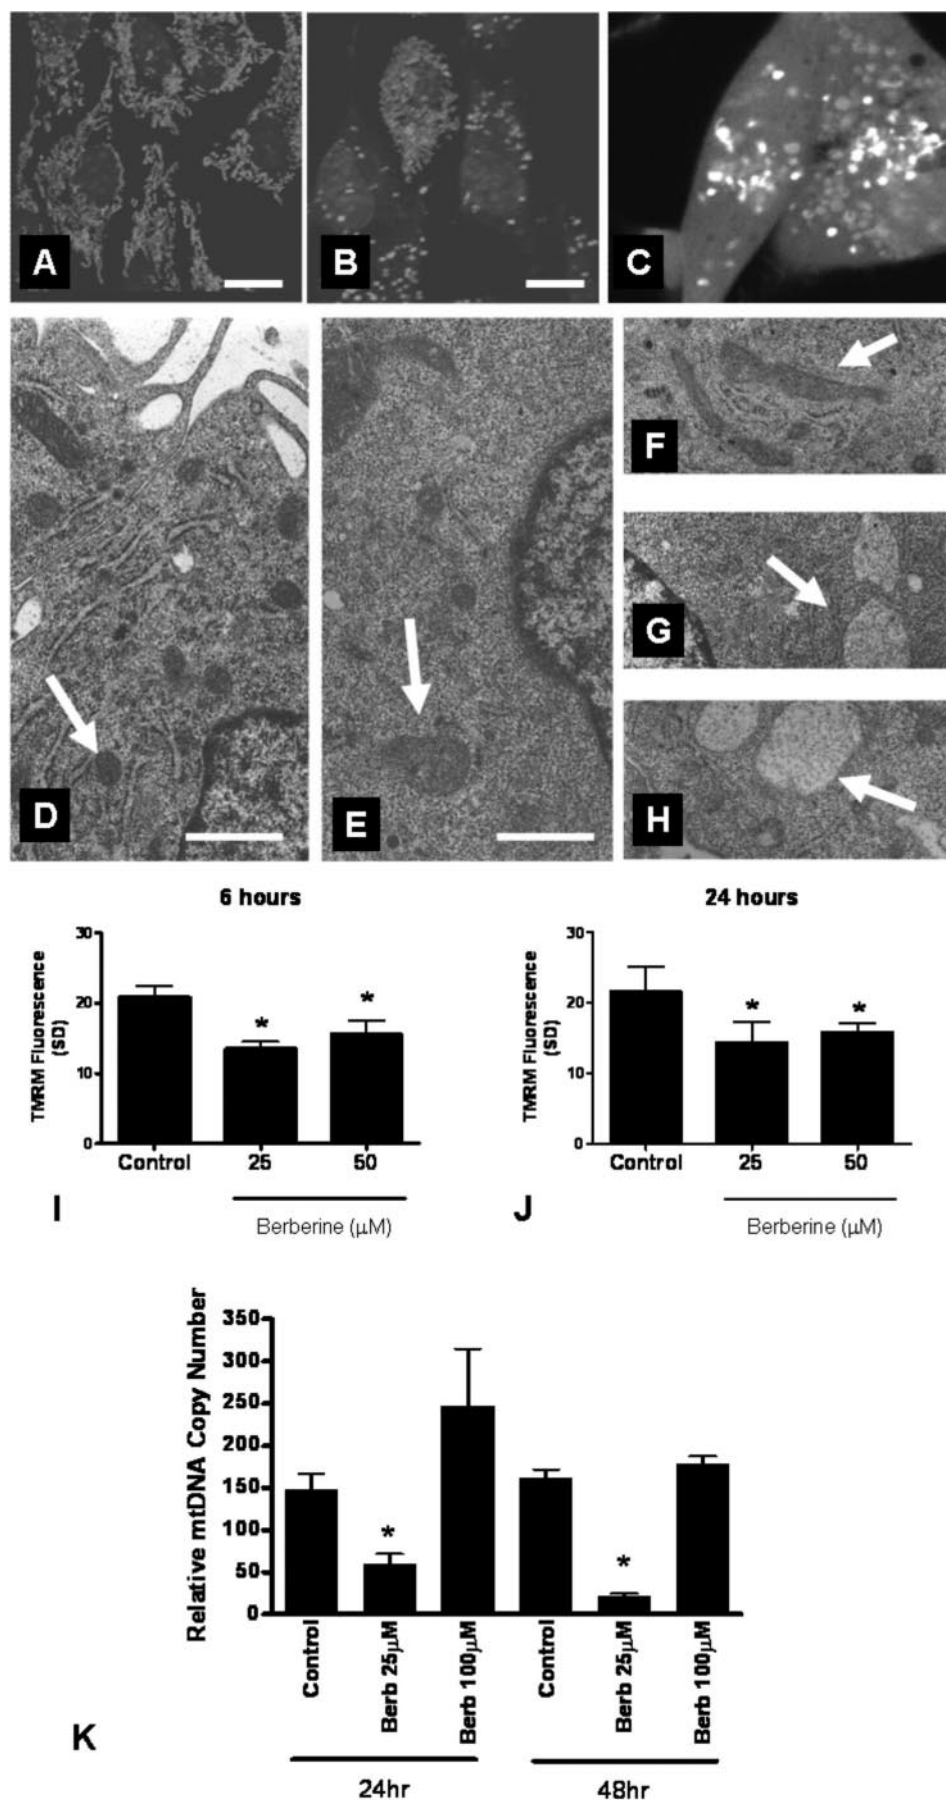 A
B
C
D
E
F
G
H
6 hours
30
20
10
0
TMRM Fluorescence
(SD)
Control
25
50
I
Berberine (μM)
24 hours
30
20
10
0
TMRM Fluorescence
(SD)
*
*
*
*
Control
25
50
J
Berberine (μM)
Relative mtDNA Copy Number
350
300
250
200
150
100
50
0
*
*
Control
Berb 25μM
Berb 100μM
Control
Berb 25μM
Berb 100μM
K
24hr
48hr